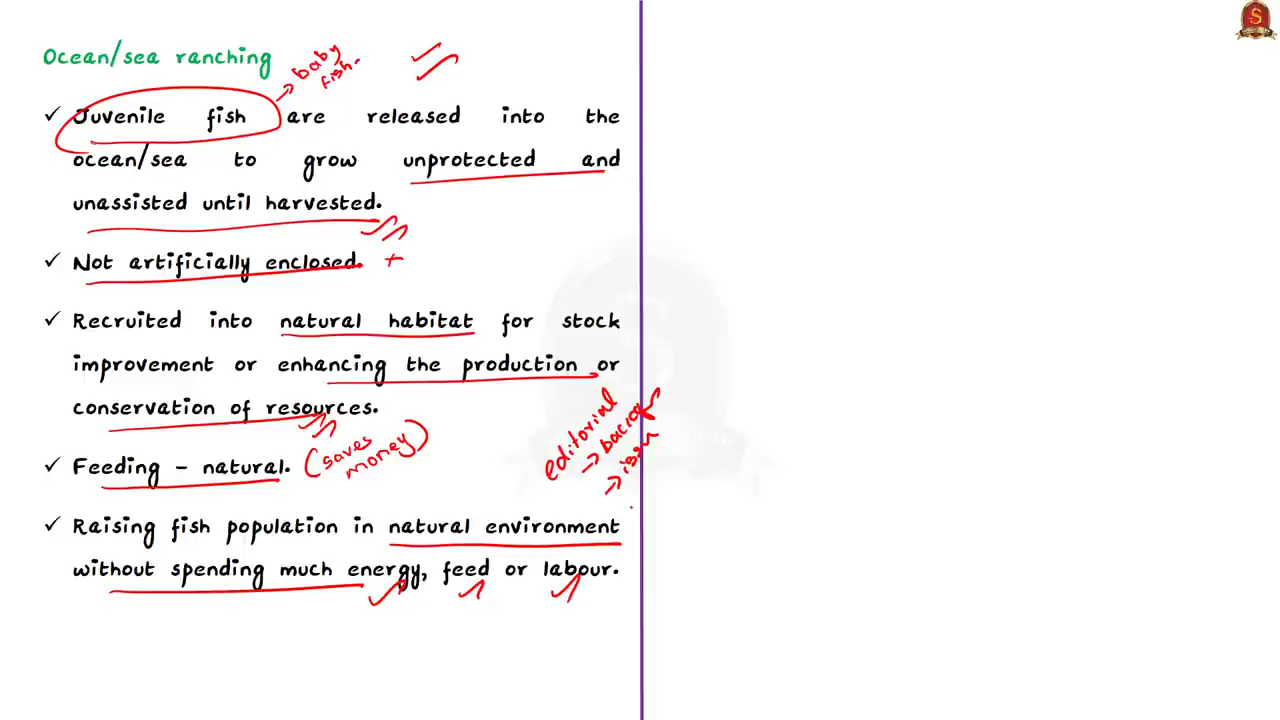 Ocean/sea ranching
→ baby
fish.
✓ Juvenile fish are released into the
ocean/sea to grow unprotected and
unassisted until harvested.
✓ Not artificially enclosed. +
✓ Recruited into natural habitat for stock
improvement or enhancing the production or
conservation of resources.
editorial
✓ Feeding – natural. (saves
money)
✓ Raising fish population in natural environment
without spending much energy, feed or labour.
S